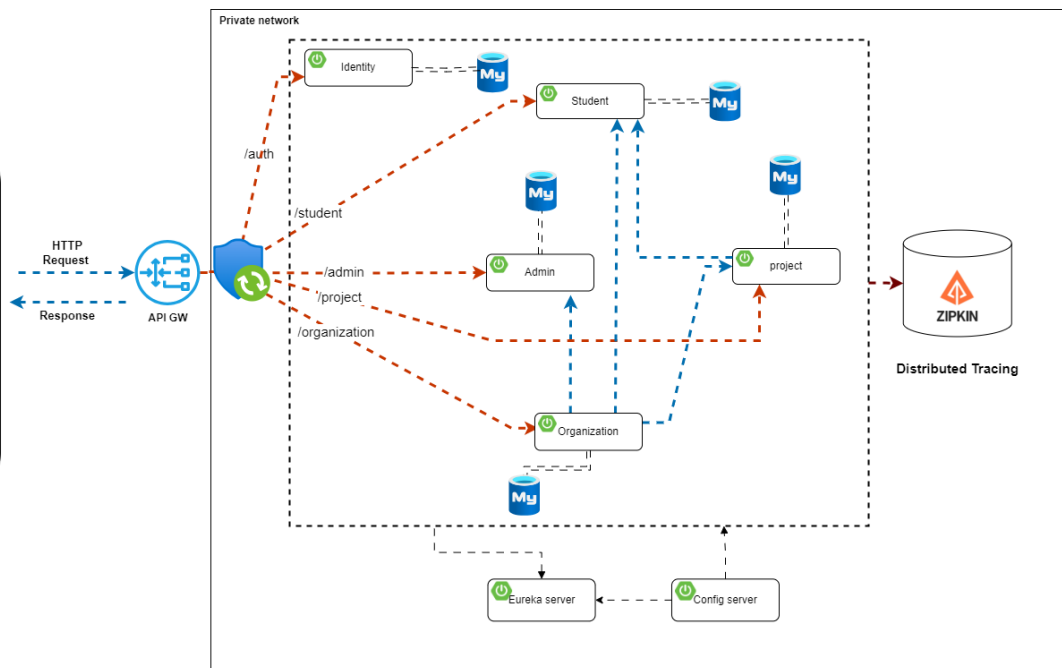 Private network
Identity
My
Student
My
/auth
My
My
/student
HTTP
Request
/admin
Admin
project
/project
API GW
Response
/organization
ZIPKIN
Distributed Tracing
Organization
My
Eureka server
Config server